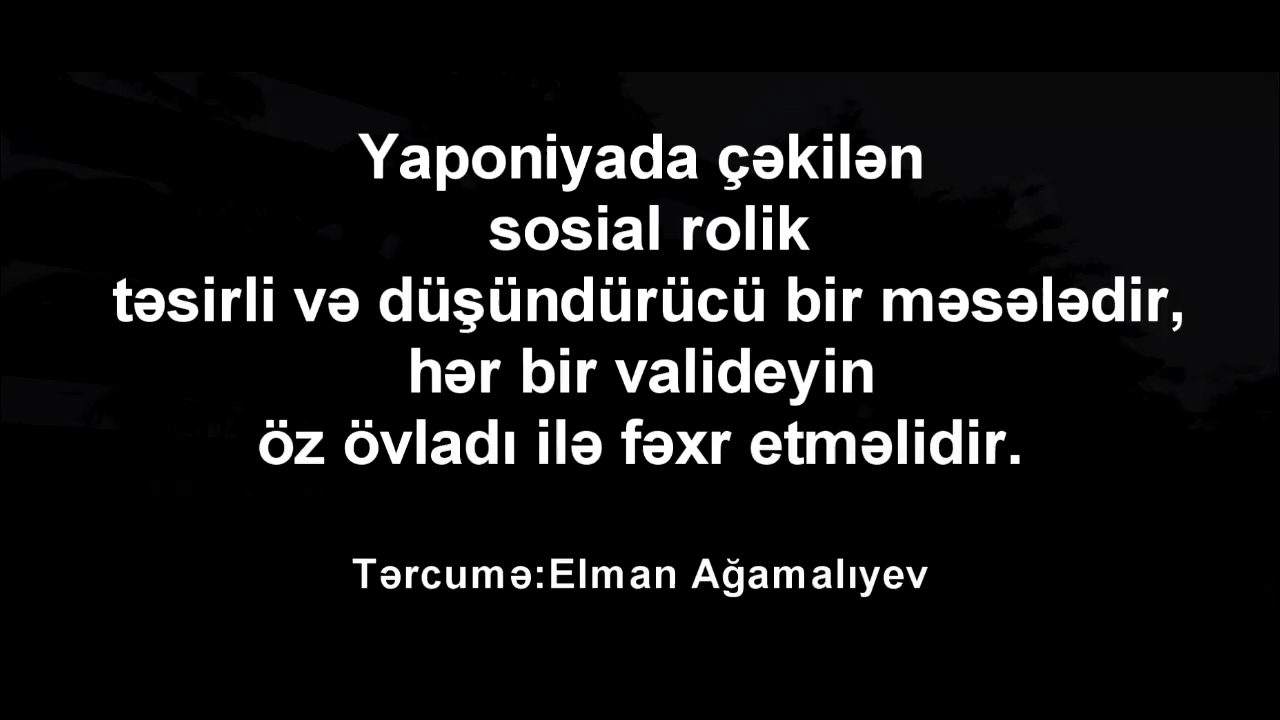 Yaponiyada çəkilən
sosial rolik
təsirli və düşündürücü bir məsələdir,
hər bir valideyin
öz övladı ilə fəxr etməlidir.
Tərcumə:Elman Ağamalıyev